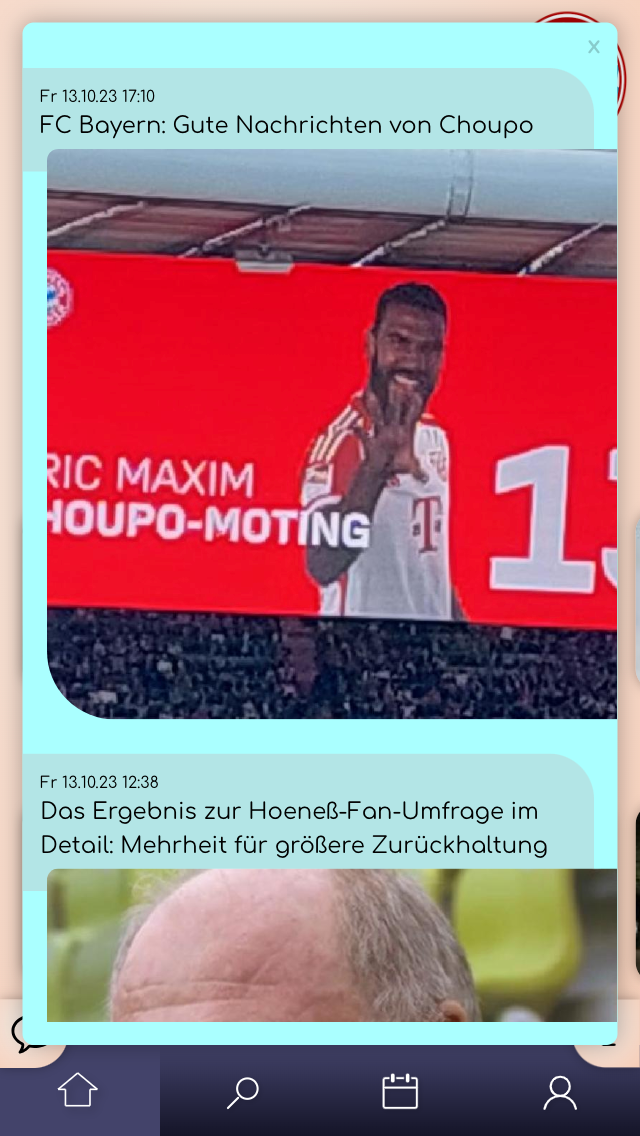 x
Fr 13.10.23 17:10
FC Bayern: Gute Nachrichten von Choupo
RIC MAXIM
HOUPO-MOTING
13
T
Fr 13.10.23 12:38
Das Ergebnis zur Hoeneß-Fan-Umfrage im
Detail: Mehrheit für größere Zurückhaltung